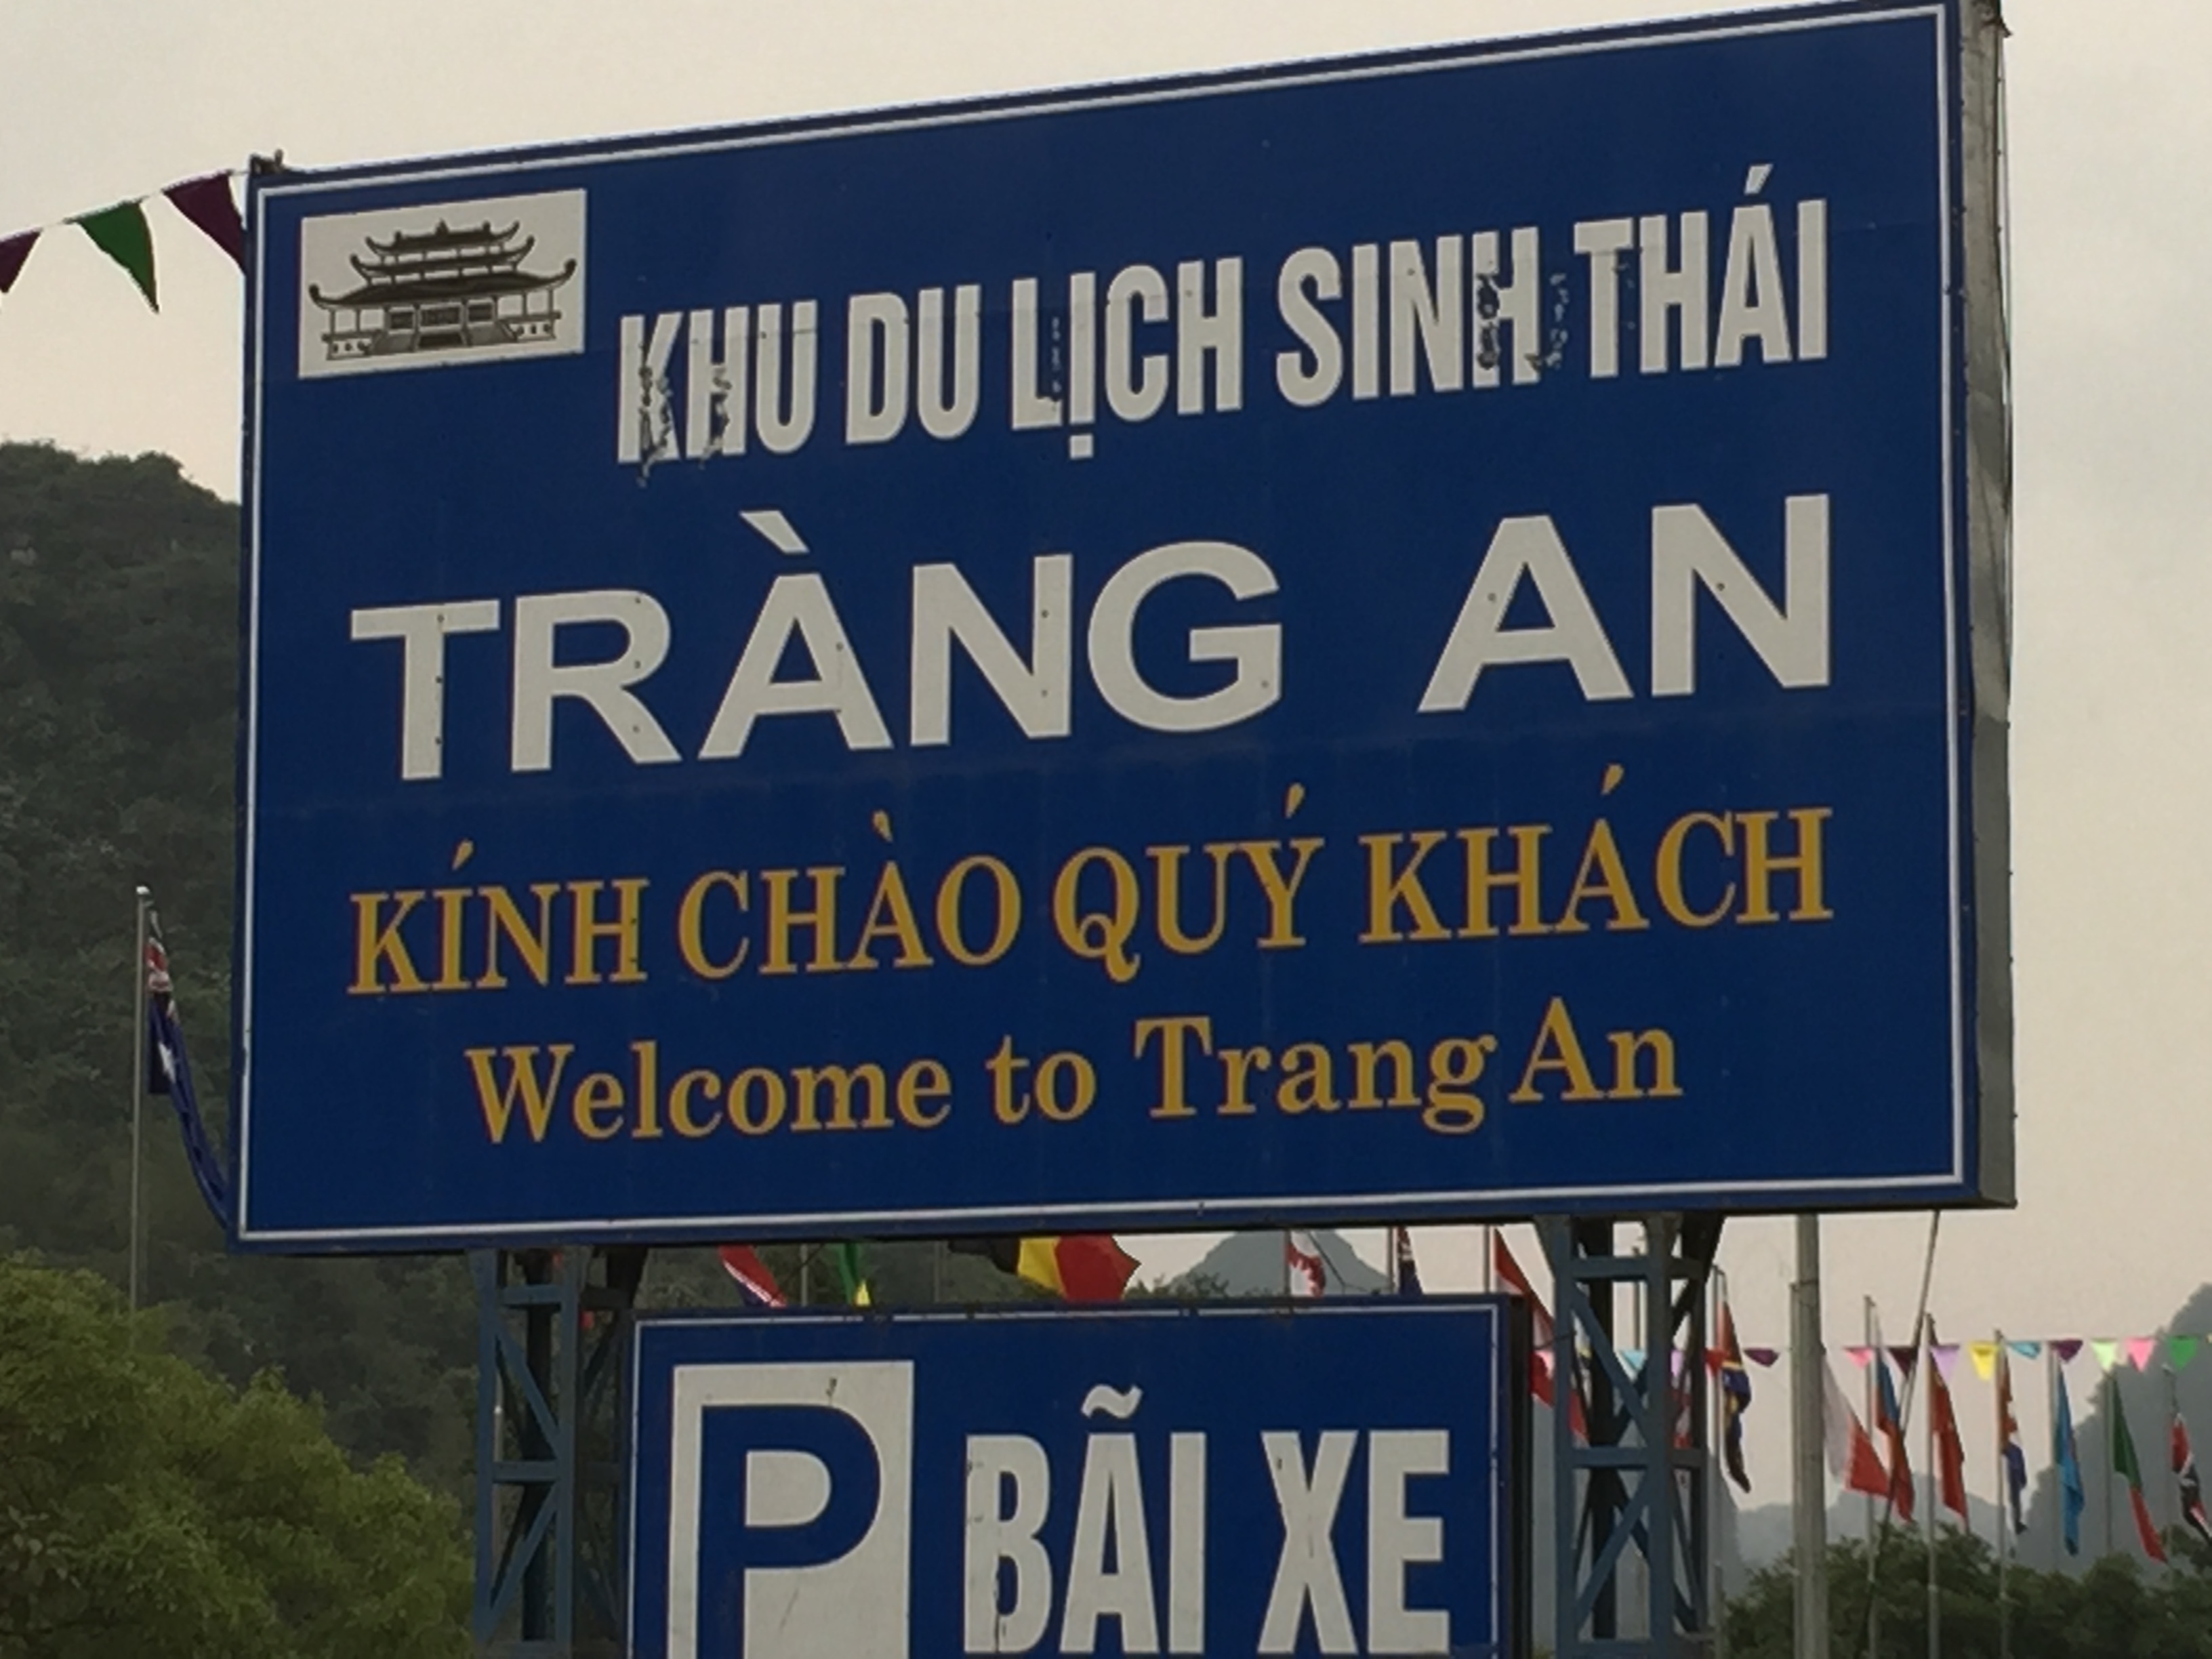 KHU DU LỊCH SINH THÁI
TRÀNG AN
KÍNH CHÀO QUÝ KHÁCH
Welcome to Trang An
P BÃI XE